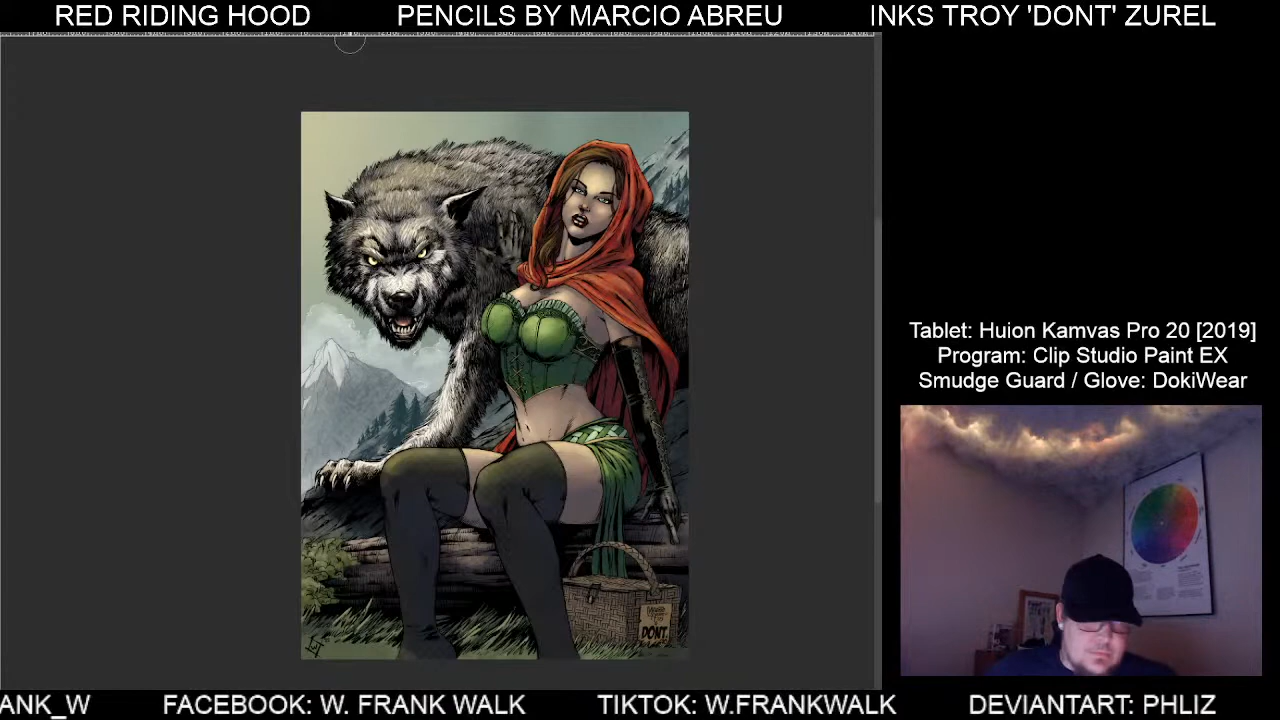 RED RIDING HOOD PENCILS BY MARCIO ABREU INKS TROY 'DONT' ZUREL
Tablet: Huion Kamvas Pro 20 [2019]
Program: Clip Studio Paint EX
Smudge Guard / Glove: DokiWear
DONT
ANK_W FACEBOOK: W. FRANK WALK TIKTOK: W.FRANKWALK DEVIANTART: PHLIZ